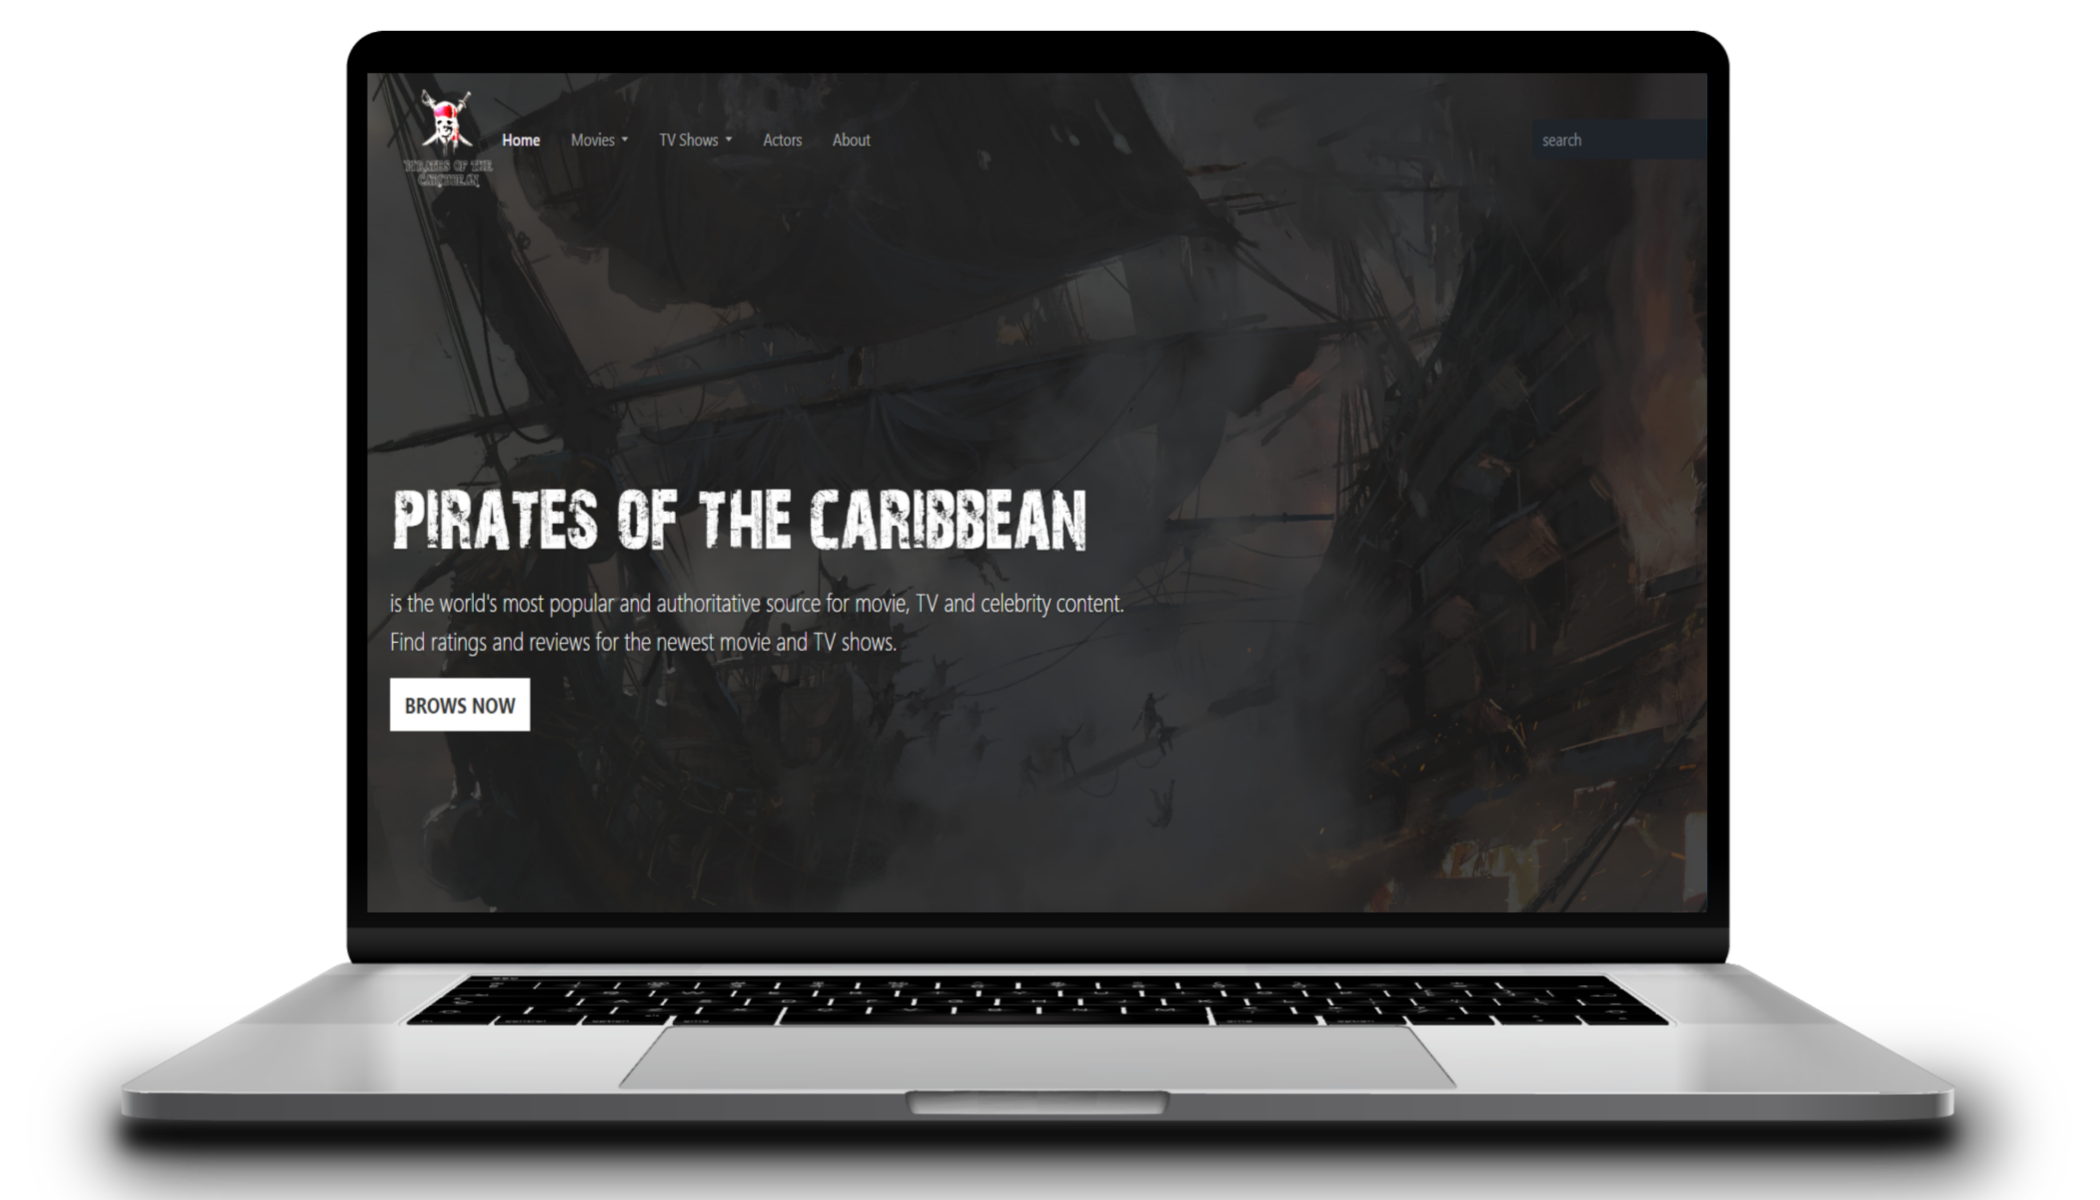 PIRATES OF THE
CARIBBEAN
Home Movies TV Shows Actors About
search
PIRATES OF THE CARIBBEAN
is the world's most popular and authoritative source for movie, TV and celebrity content.
Find ratings and reviews for the newest movie and TV shows.
BROWS NOW